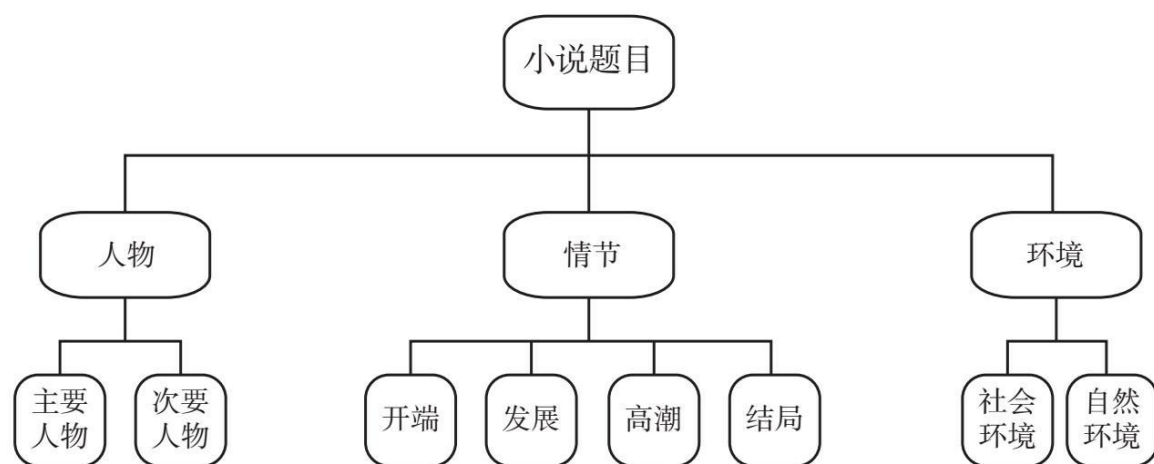 小说题目
人物
情节
环境
主要
人物
次要
人物
开端
发展
高潮
结局
社会
环境
自然
环境